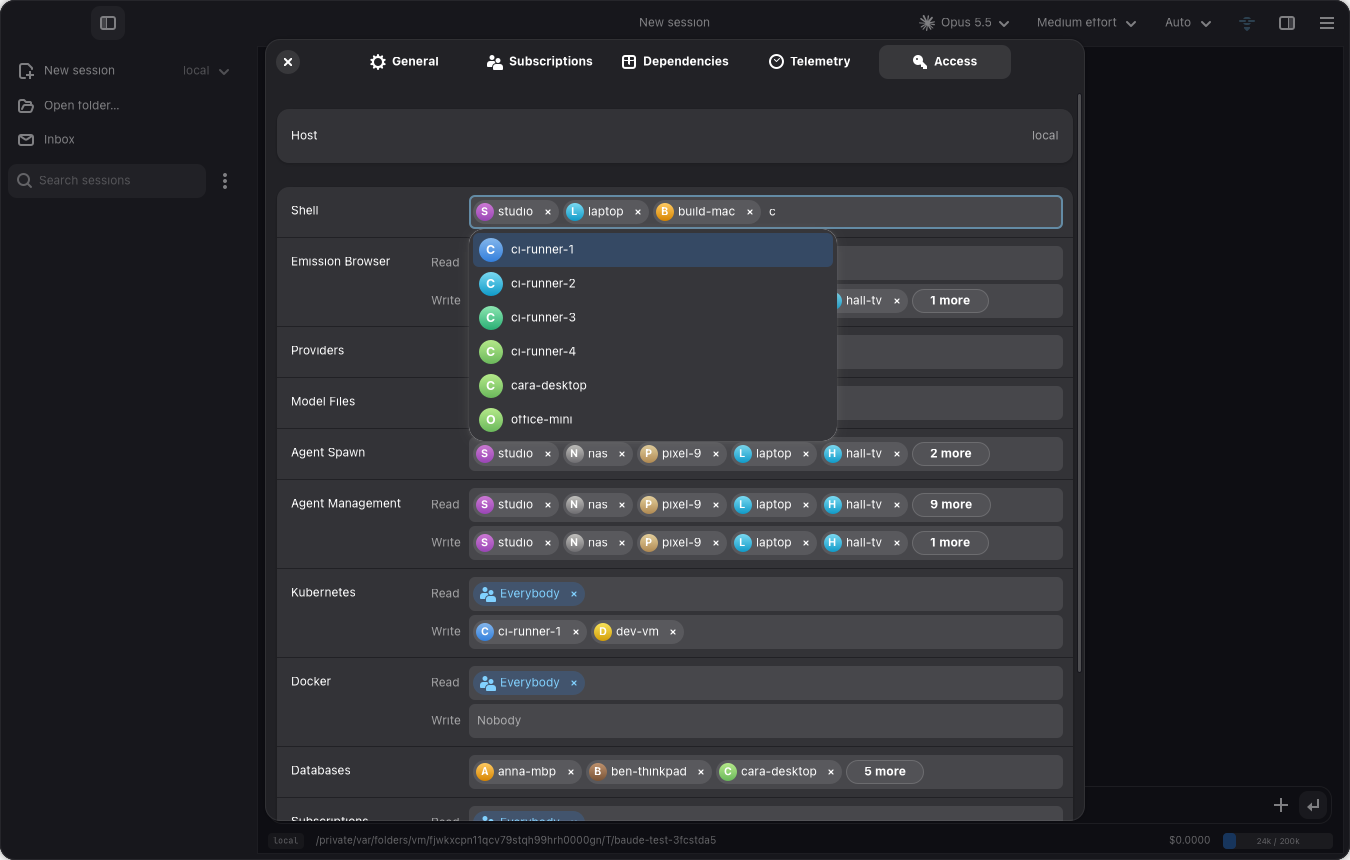 New session
Opus 5.5
Medium effort
Auto
New session
local
Open folder...
Inbox
Search sessions
General
Subscriptions
Dependencies
Telemetry
Access
Host
local
Shell
S studio ×
L laptop ×
B build-mac ×
c
C ci-runner-1
C ci-runner-2
C ci-runner-3
C ci-runner-4
C cara-desktop
O office-mini
Emission Browser
Read
Write
hall-tv ×
1 more
Providers
Model Files
Agent Spawn
S studio ×
N nas ×
P pixel-9 ×
L laptop ×
H hall-tv ×
2 more
Agent Management
Read
S studio ×
N nas ×
P pixel-9 ×
L laptop ×
H hall-tv ×
9 more
Write
S studio ×
N nas ×
P pixel-9 ×
L laptop ×
H hall-tv ×
1 more
Kubernetes
Read
Everybody ×
Write
C ci-runner-1 ×
D dev-vm ×
Docker
Read
Everybody ×
Write
Nobody
Databases
A anna-mbp ×
B ben-thinkpad ×
C cara-desktop ×
5 more
Subscriptions
Read
Everybody
local
/private/var/folders/vm/fjwkxcpn11qcv79stqh99hrh0000gn/T/baude-test-3fcstda5
$0.0000
24k / 200k